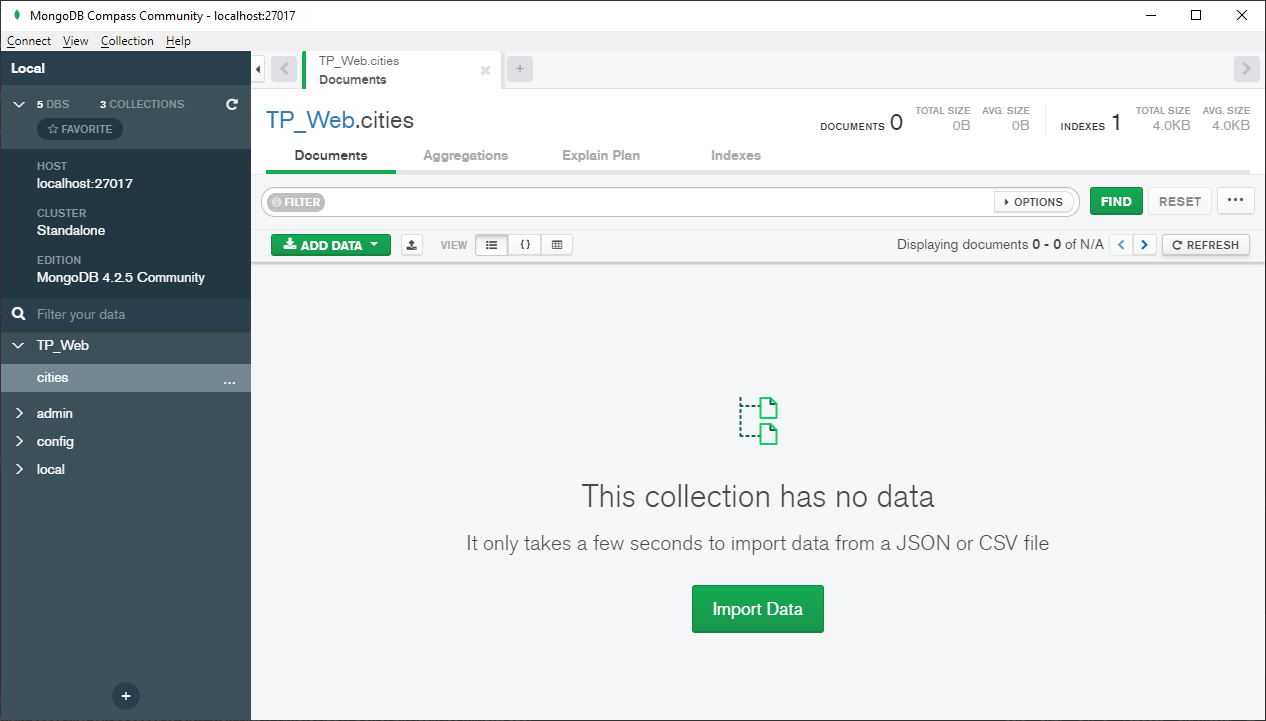 MongoDB Compass Community - localhost:27017
Connect View Collection Help
Local
5 DBS 3 COLLECTIONS
FAVORITE
HOST
localhost:27017
CLUSTER
Standalone
EDITION
MongoDB 4.2.5 Community
Filter your data
TP_Web
cities ...
admin
config
local
+
TP_Web.cities
Documents
+
TP_Web.cities
DOCUMENTS 0 TOTAL SIZE 0B AVG. SIZE 0B INDEXES 1 TOTAL SIZE 4.0KB AVG. SIZE 4.0KB
Documents Aggregations Explain Plan Indexes
FILTER OPTIONS FIND RESET ...
ADD DATA VIEW {} Displaying documents 0 - 0 of N/A < > REFRESH
This collection has no data
It only takes a few seconds to import data from a JSON or CSV file
Import Data